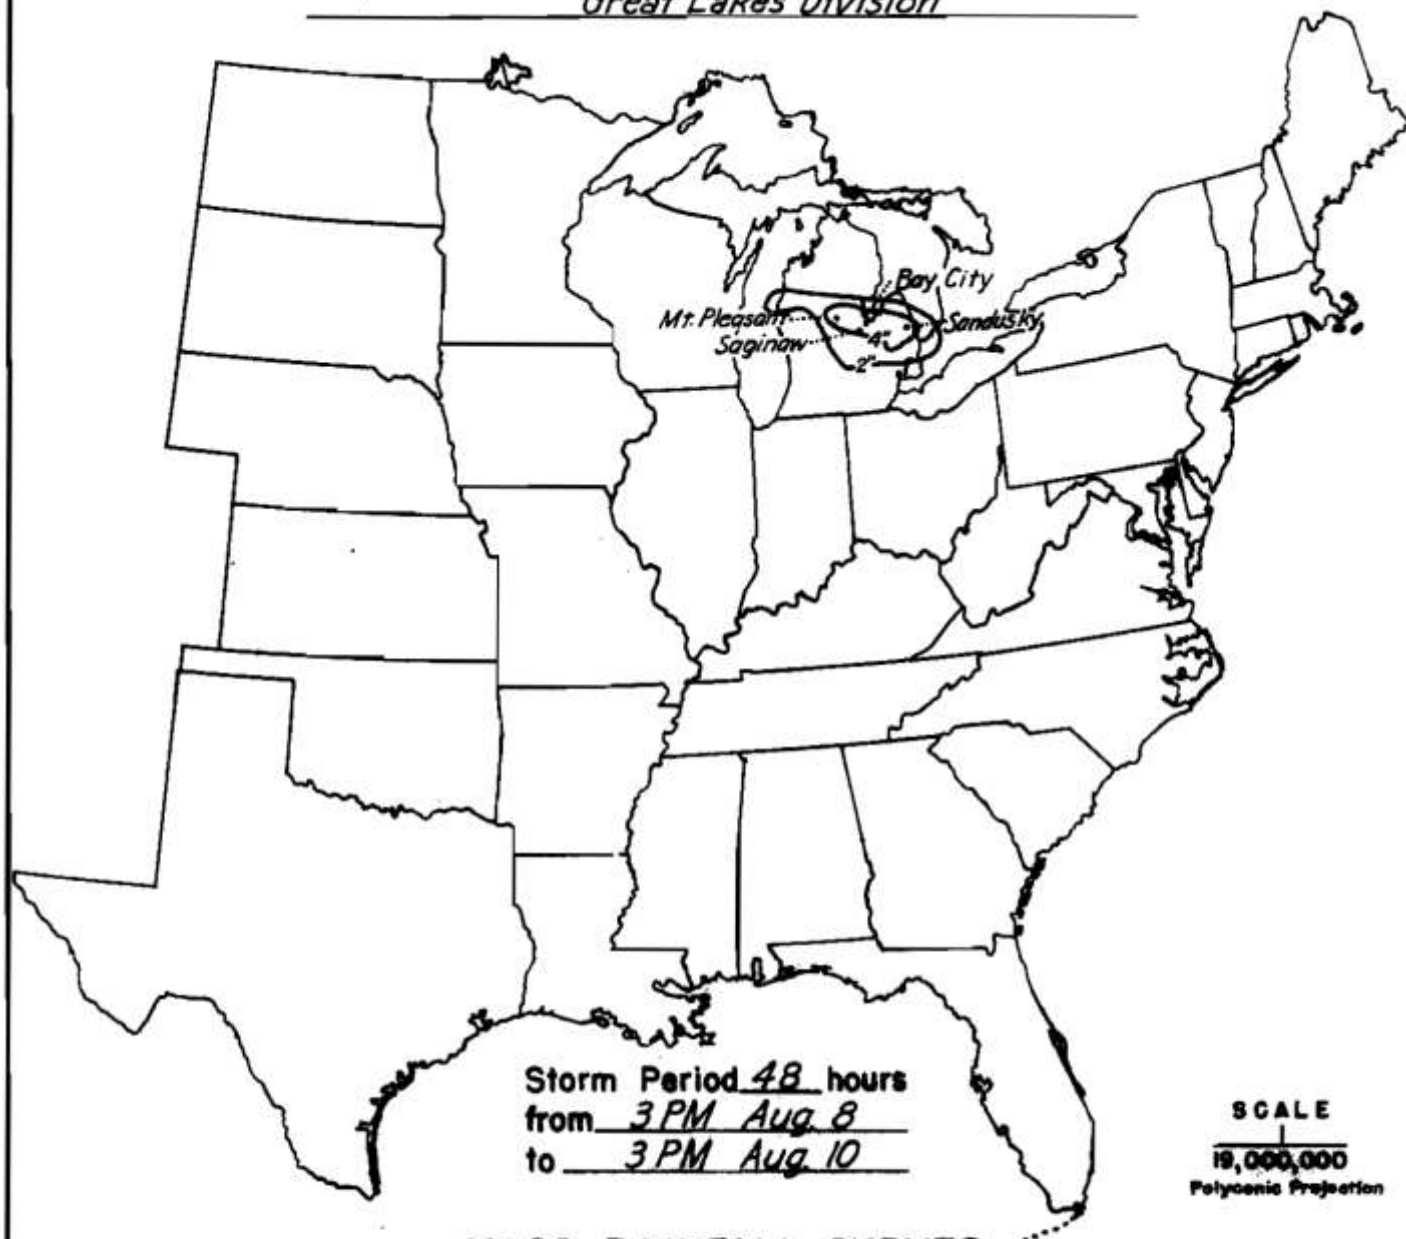 Great Lakes Division
Bay City
Mt. Pleasant
Sandusky
Saginaw
4"
2"
Storm Period 48 hours
from 3 PM Aug. 8
to 3 PM Aug. 10
SCALE
1
19,000,000
Polyconic Projection